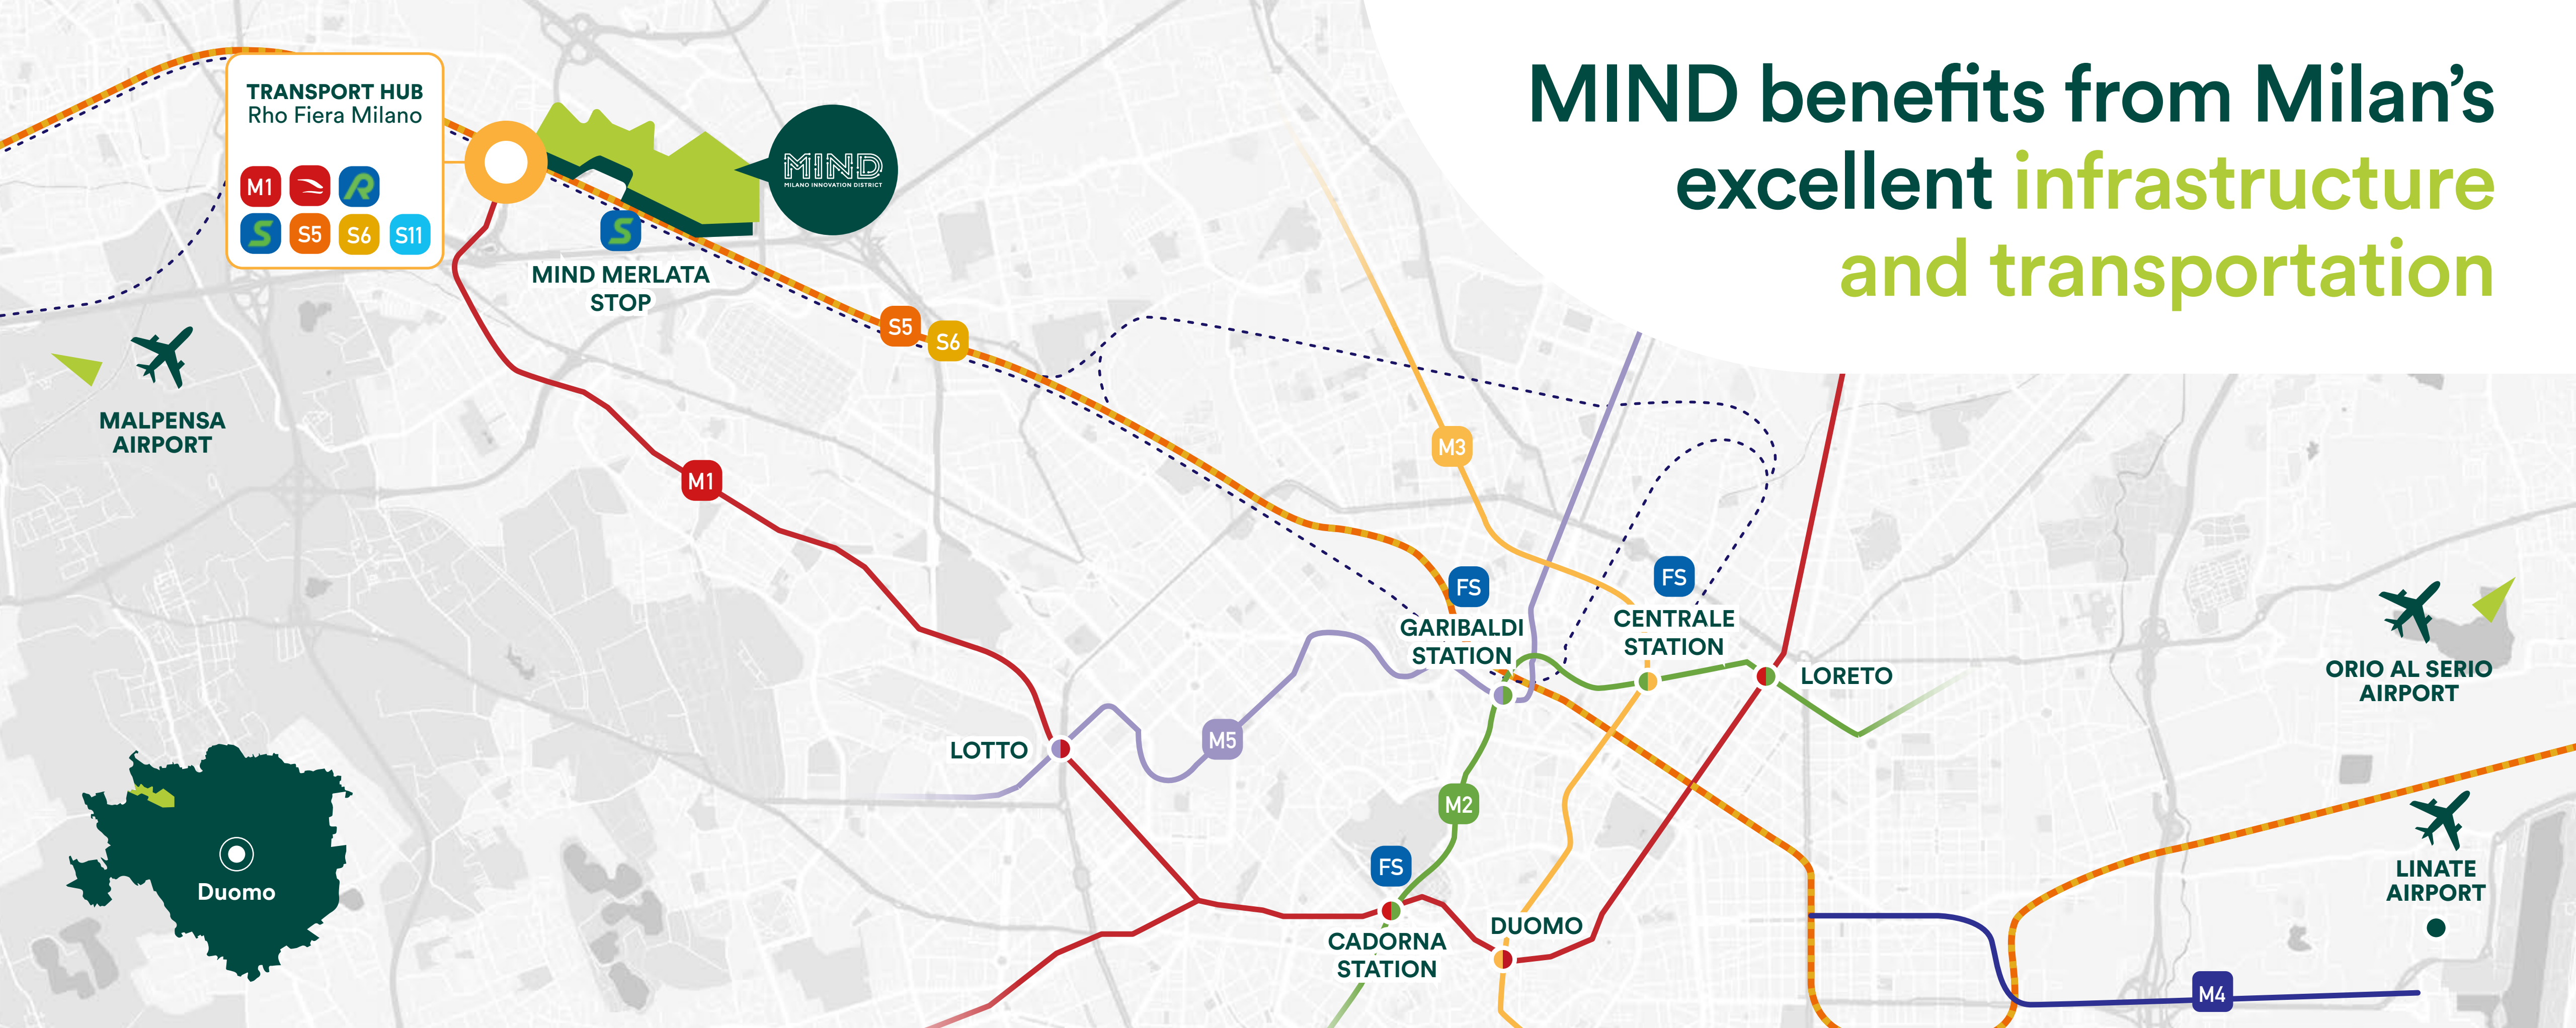 MIND benefits from Milan's
excellent infrastructure
and transportation
TRANSPORT HUB
Rho Fiera Milano
M1
R
S
S5
S6
S11
MIND
MILANO INNOVATION DISTRICT
S
MIND MERLATA
STOP
S5
S6
MALPENSA
AIRPORT
M3
M1
FS
GARIBALDI
STATION
FS
CENTRALE
STATION
LORETO
ORIO AL SERIO
AIRPORT
LOTTO
M5
M2
Duomo
FS
CADORNA
STATION
DUOMO
LINATE
AIRPORT
M4